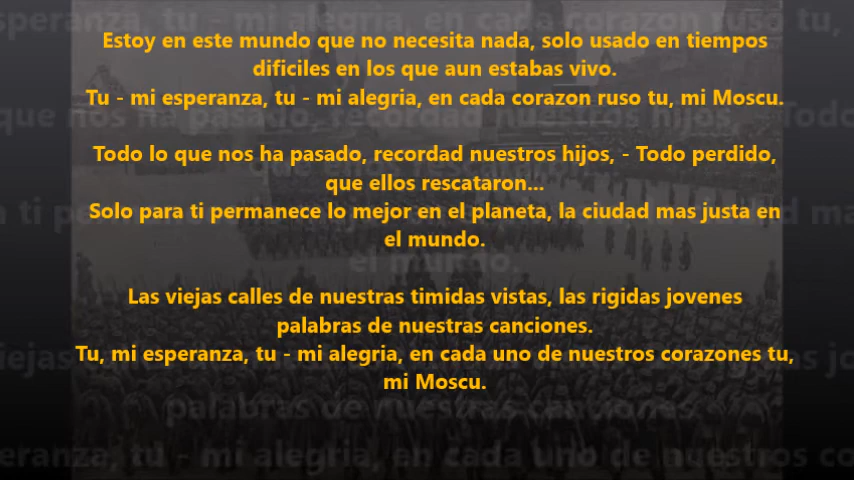 Estoy en este mundo que no necesita nada, solo usado en tiempos
dificiles en los que aun estabas vivo.
Tu - mi esperanza, tu - mi alegria, en cada corazon ruso tu, mi Moscu.
Todo lo que nos ha pasado, recordad nuestros hijos, - Todo perdido,
que ellos rescataron...
Solo para ti permanece lo mejor en el planeta, la ciudad mas justa en
el mundo.
Las viejas calles de nuestras timidas vistas, las rigidas jovenes
palabras de nuestras canciones.
Tu, mi esperanza, tu - mi alegria, en cada uno de nuestros corazones tu,
mi Moscu.